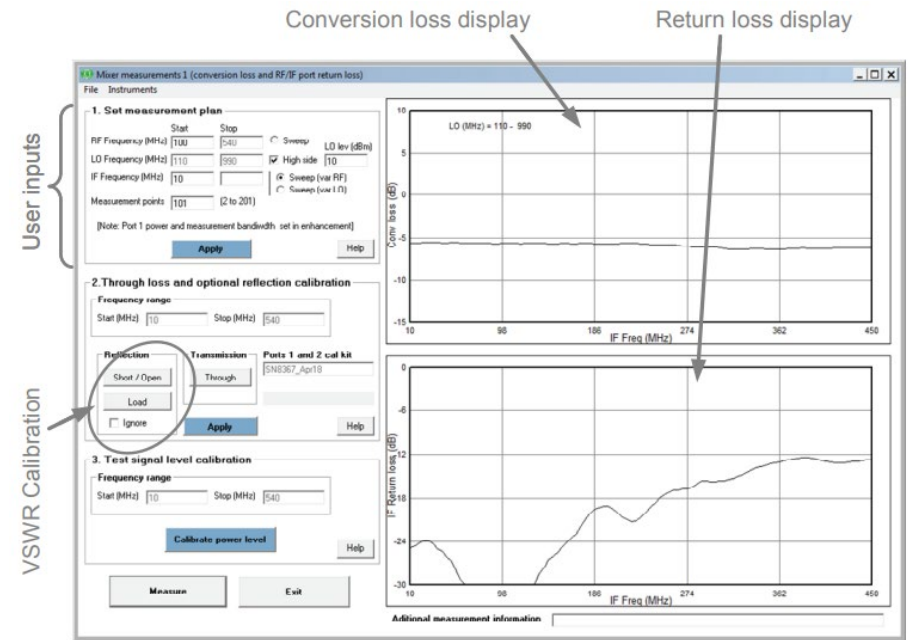 Conversion loss display
Return loss display
Mixer measurements 1 (conversion loss and RF/IF port return loss)
File Instruments
User inputs
1. Set measurement plan
Start Stop
RF Frequency (MHz) 100 540 Sweep LO lev (dBm)
LO Frequency (MHz) 110 990 High side 10
IF Frequency (MHz) 10 Sweep (var RF)
Sweep (var LO)
Measurement points 101 (2 to 201)
[Note: Port 1 power and measurement bandiwdth set in enhancement]
Apply Help
2.Through loss and optional reflection calibration
Frequency range
Start (MHz) 10 Stop (MHz) 540
Reflection Transmission Ports 1 and 2 cal kit
Short / Open Through SN8367_Apr18
Load
Ignore Apply Help
VSWR Calibration
3. Test signal level calibration
Frequency range
Start (MHz) 10 Stop (MHz) 540
Calibrate power level
Help
Measure Exit
LO (MHz) = 110 - 990
Conv loss (dB)
10
5
0
-5
-10
-15
10 98 186 274 362 450
IF Freq (MHz)
IF Return loss (dB)
0
-6
-12
-18
-24
-30
10 98 186 274 362 450
IF Freq (MHz)
Aditional measurement information